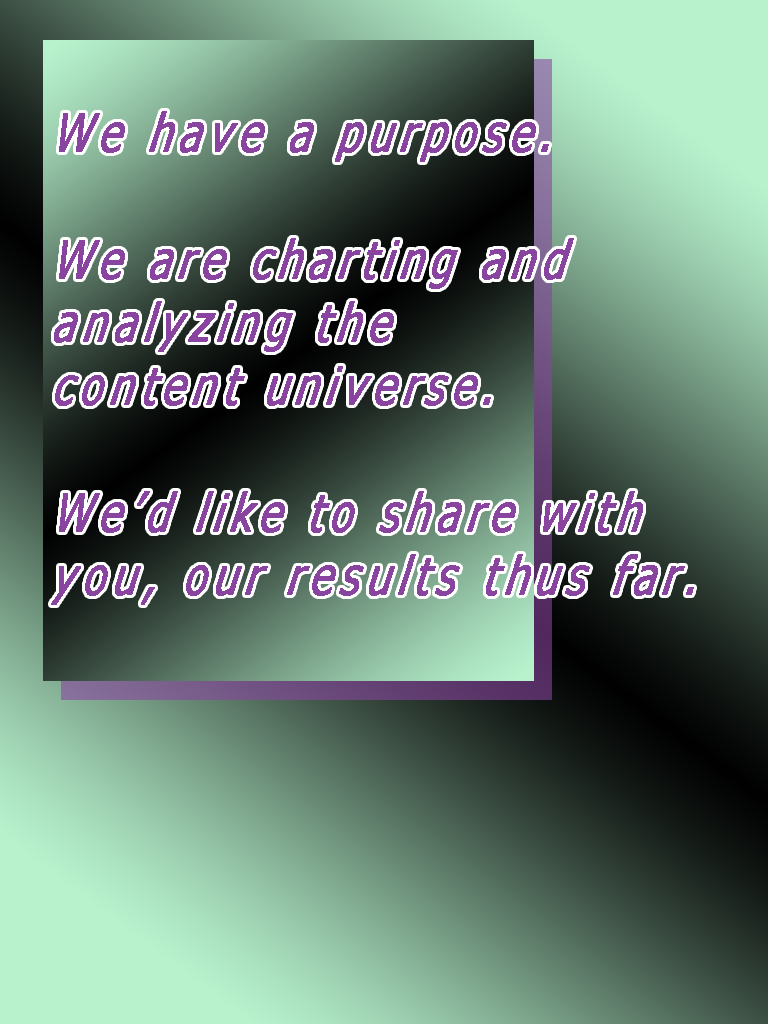 We have a purpose.
We are charting and
analyzing the
content universe.
We’d like to share with
you, our results thus far.